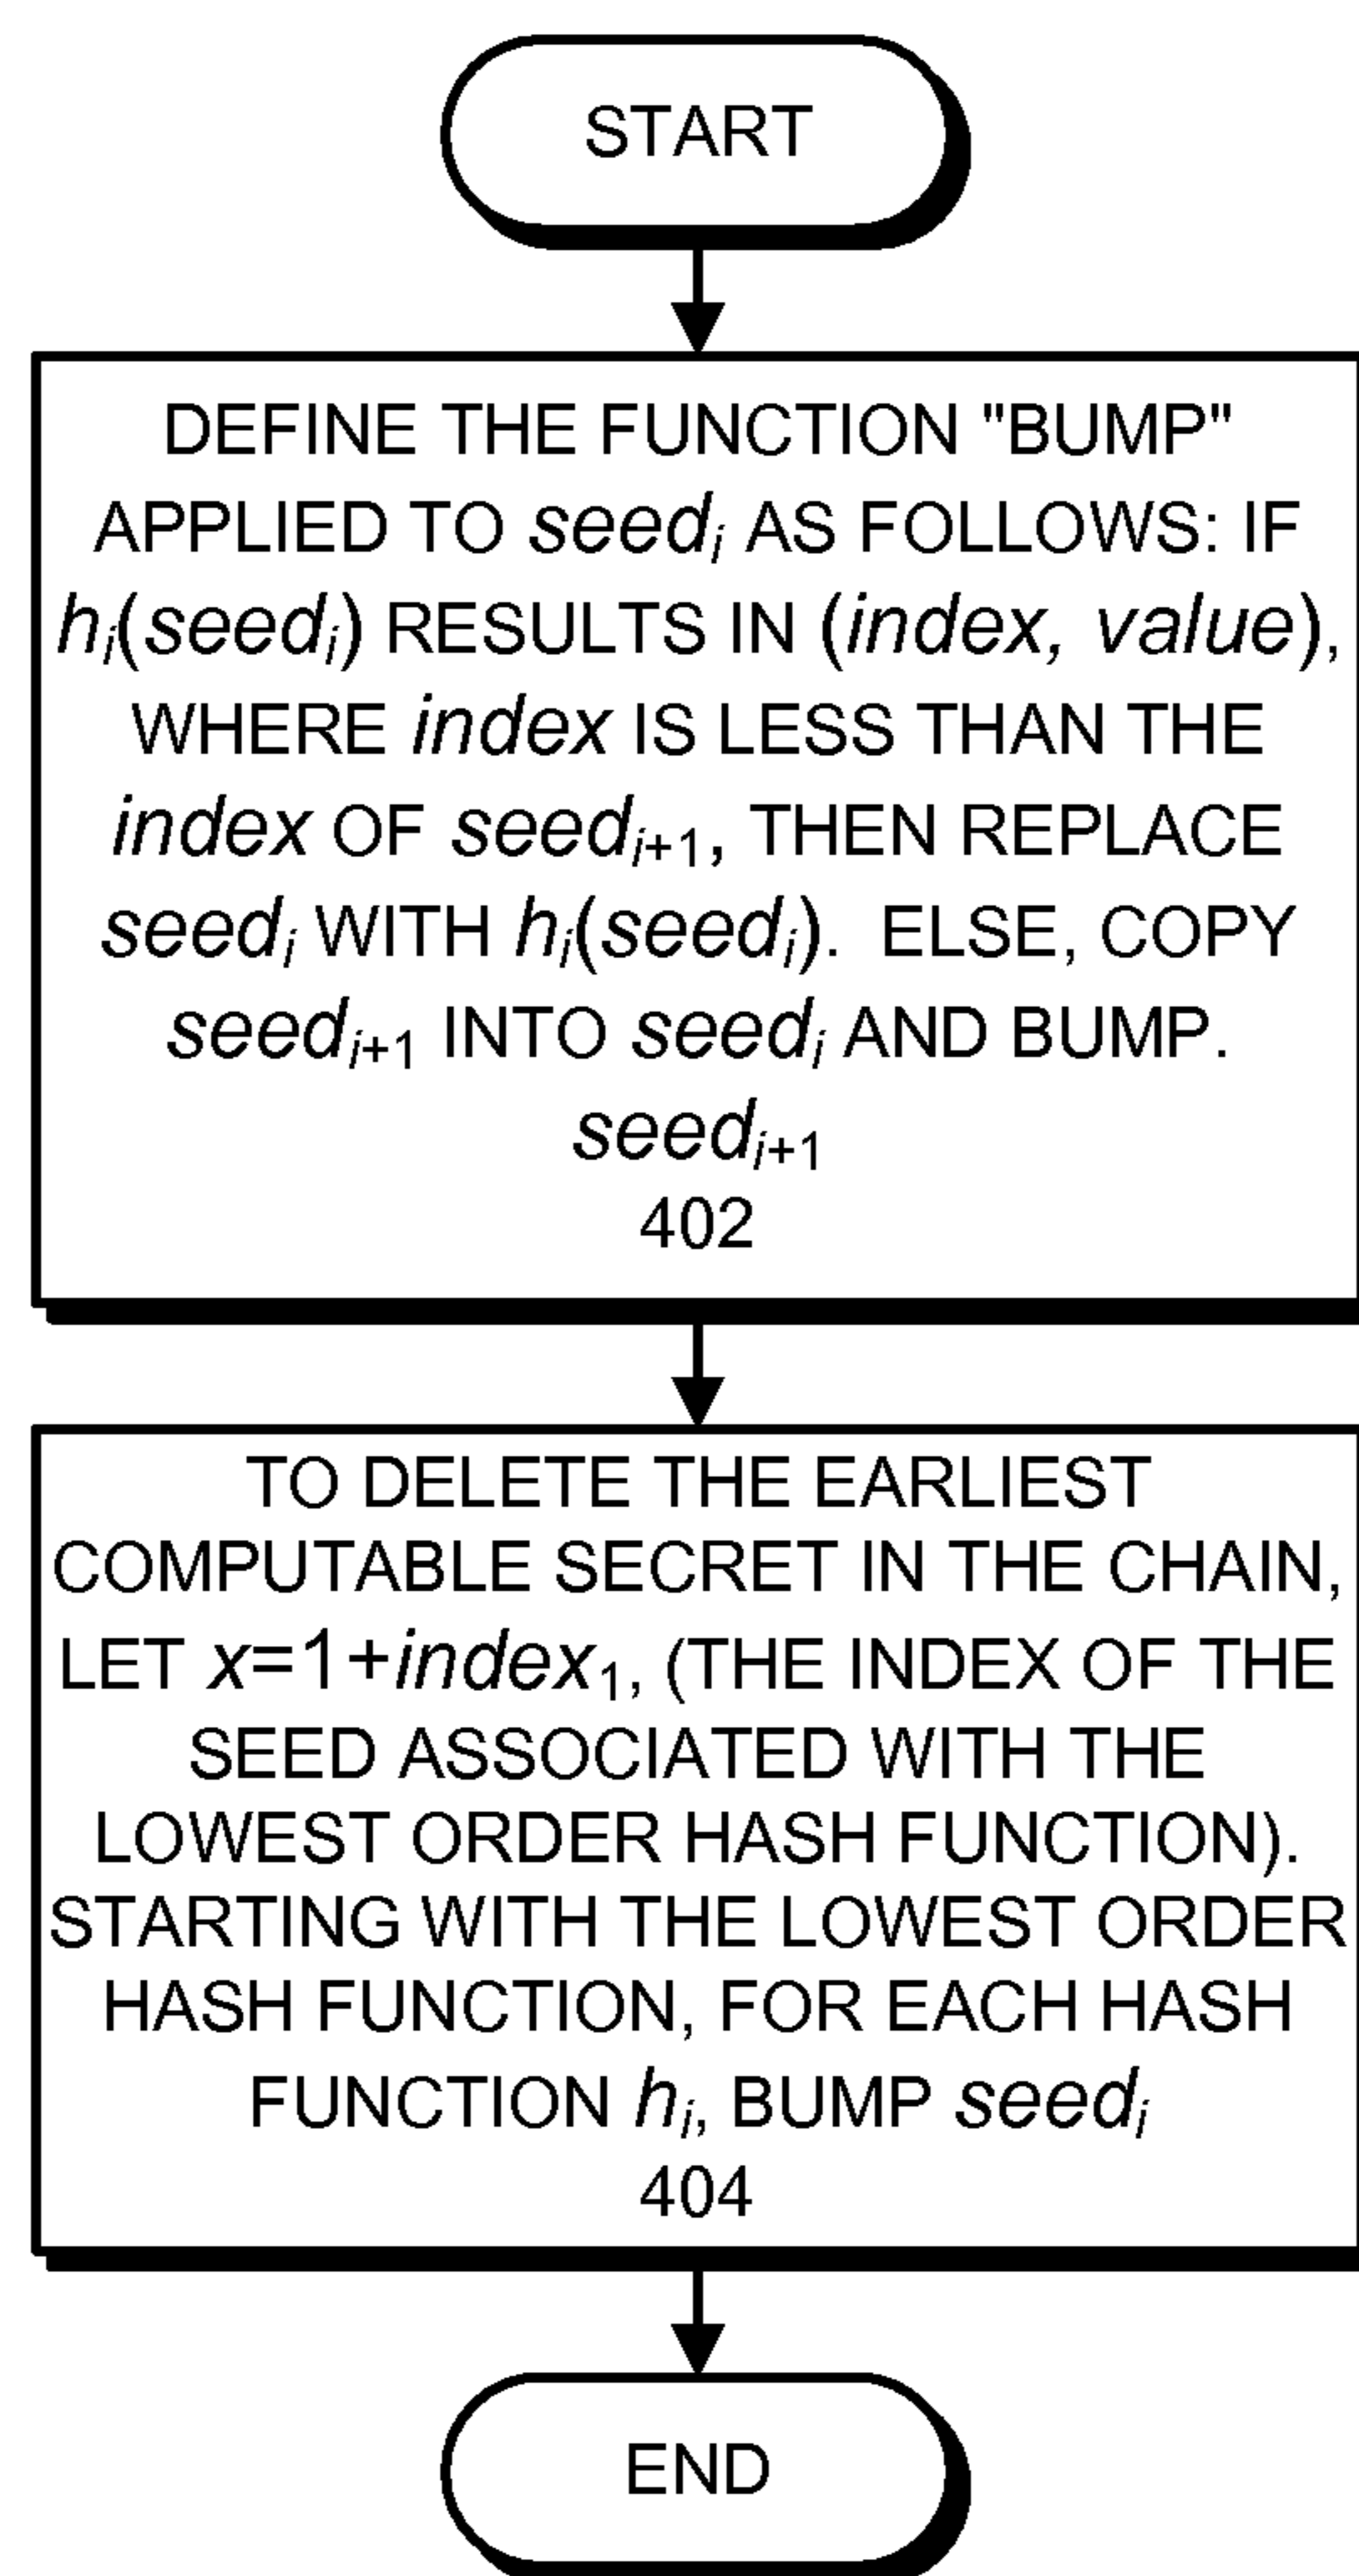 START
DEFINE THE FUNCTION "BUMP"
APPLIED TO seedᵢ AS FOLLOWS: IF
hᵢ(seedᵢ) RESULTS IN (index, value),
WHERE index IS LESS THAN THE
index OF seedᵢ₊₁, THEN REPLACE
seedᵢ WITH hᵢ(seedᵢ). ELSE, COPY
seedᵢ₊₁ INTO seedᵢ AND BUMP.
seedᵢ₊₁
402
TO DELETE THE EARLIEST
COMPUTABLE SECRET IN THE CHAIN,
LET x=1+index₁, (THE INDEX OF THE
SEED ASSOCIATED WITH THE
LOWEST ORDER HASH FUNCTION).
STARTING WITH THE LOWEST ORDER
HASH FUNCTION, FOR EACH HASH
FUNCTION hᵢ, BUMP seedᵢ
404
END